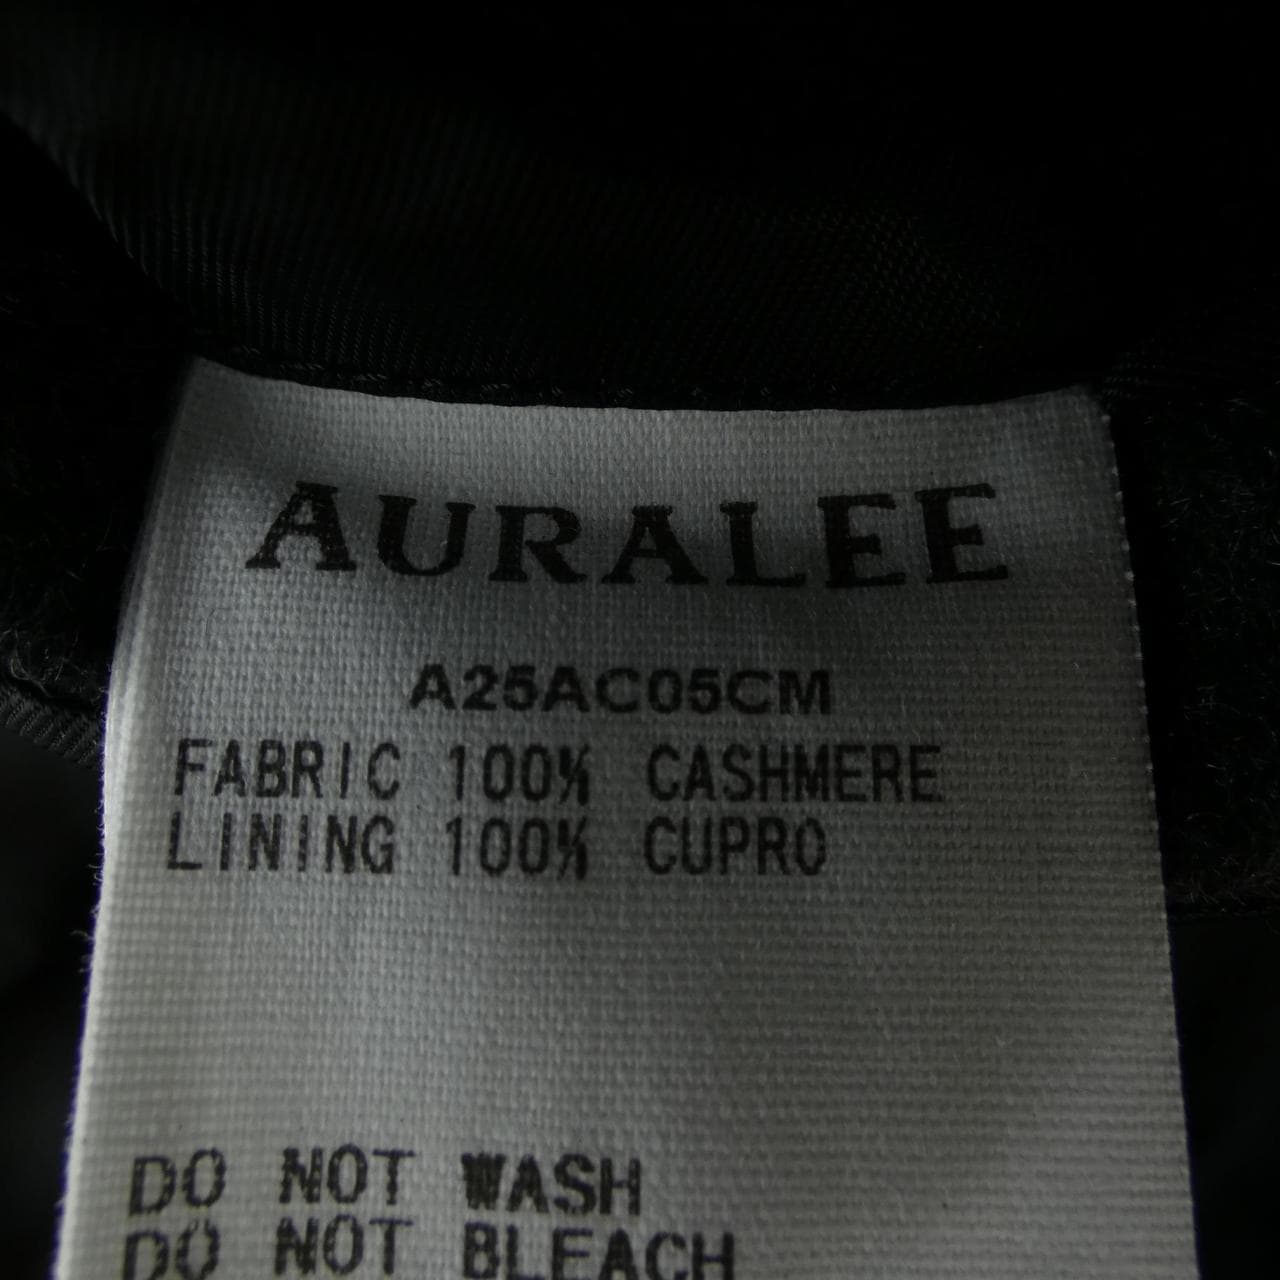 AURALEE
A25AC05CM
FABRIC 100% CASHMERE
LINING 100% CUPRO
DO NOT WASH
DO NOT BLEACH